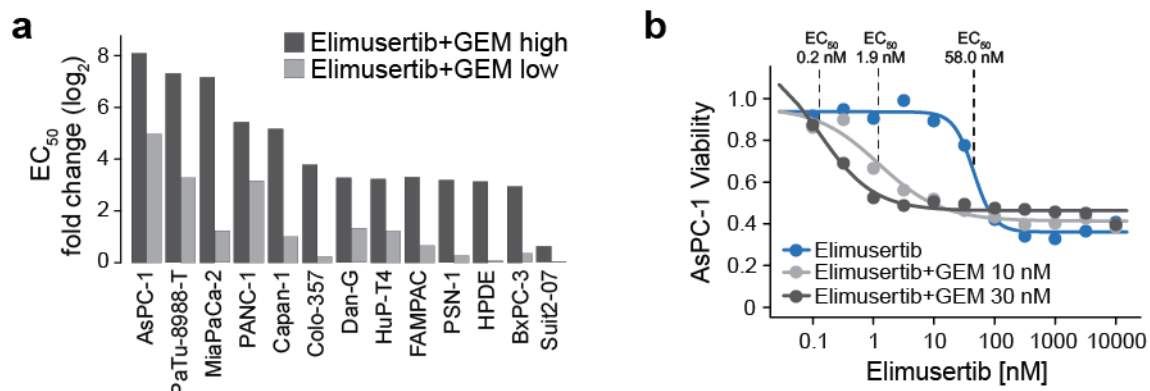 a
EC50
fold change (log2)
8
6
4
2
0
Elimusertib+GEM high
Elimusertib+GEM low
AsPC-1
PaTu-8988-T
MiaPaCa-2
PANC-1
Capan-1
Colo-357
Dan-G
HuP-T4
FAMPAC
PSN-1
HPDE
BxPC-3
Suit2-07
b
EC50
0.2 nM
EC50
1.9 nM
EC50
58.0 nM
AsPC-1 Viability
1.0
0.8
0.6
0.4
0.2
0
Elimusertib
Elimusertib+GEM 10 nM
Elimusertib+GEM 30 nM
0.1 1 10 100 1000 10000
Elimusertib [nM]